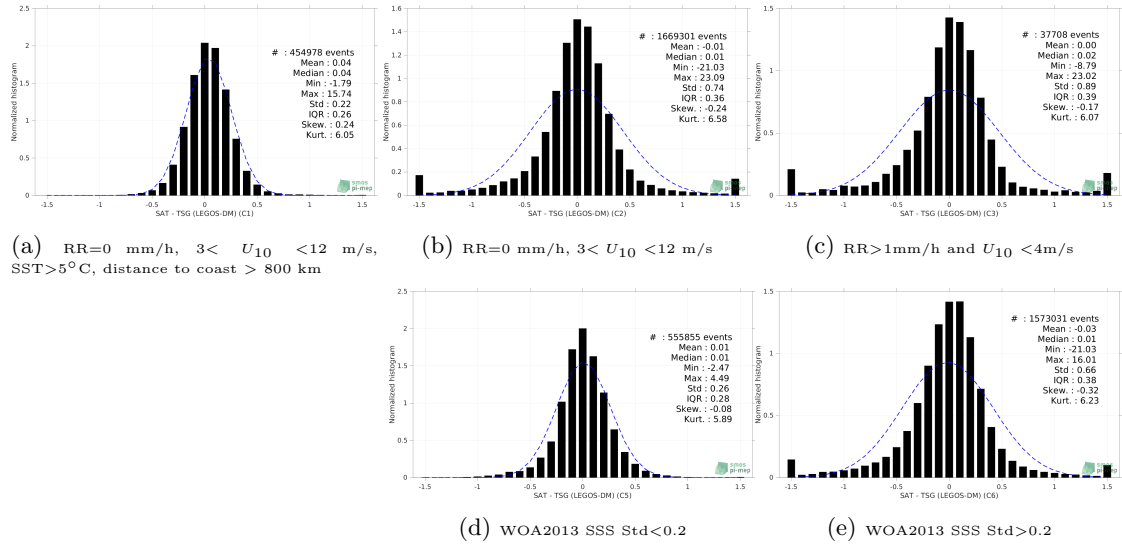 2.5
2
1.5
1
0.5
0
Normalized histogram
-1.5 -1 -0.5 0 0.5 1 1.5
SAT - TSG (LEGOS-DM) (C1)
# : 454978 events
Mean : 0.04
Median : 0.04
Min : -1.79
Max : 15.74
Std : 0.22
IQR : 0.26
Skew. : 0.24
Kurt. : 6.05
smos
pi-mep
(a) RR=0 mm/h, 3< U10 <12 m/s,
SST>5°C, distance to coast > 800 km
1.6
1.4
1.2
1
0.8
0.6
0.4
0.2
0
Normalized histogram
-1.5 -1 -0.5 0 0.5 1 1.5
SAT - TSG (LEGOS-DM) (C2)
# : 1669301 events
Mean : -0.01
Median : 0.01
Min : -21.03
Max : 23.09
Std : 0.74
IQR : 0.36
Skew. : -0.24
Kurt. : 6.58
smos
pi-mep
(b) RR=0 mm/h, 3< U10 <12 m/s
1.5
1
0.5
0
Normalized histogram
-1.5 -1 -0.5 0 0.5 1 1.5
SAT - TSG (LEGOS-DM) (C3)
# : 37708 events
Mean : 0.00
Median : 0.02
Min : -8.79
Max : 23.02
Std : 0.89
IQR : 0.39
Skew. : -0.17
Kurt. : 6.07
smos
pi-mep
(c) RR>1mm/h and U10 <4m/s
2.5
2
1.5
1
0.5
0
Normalized histogram
-1.5 -1 -0.5 0 0.5 1 1.5
SAT - TSG (LEGOS-DM) (C5)
# : 555855 events
Mean : 0.01
Median : 0.01
Min : -2.47
Max : 4.49
Std : 0.26
IQR : 0.28
Skew. : -0.08
Kurt. : 5.89
smos
pi-mep
(d) WOA2013 SSS Std<0.2
1.5
1
0.5
0
Normalized histogram
-1.5 -1 -0.5 0 0.5 1 1.5
SAT - TSG (LEGOS-DM) (C6)
# : 1573031 events
Mean : -0.03
Median : 0.01
Min : -21.03
Max : 16.01
Std : 0.66
IQR : 0.38
Skew. : -0.32
Kurt. : 6.23
smos
pi-mep
(e) WOA2013 SSS Std>0.2